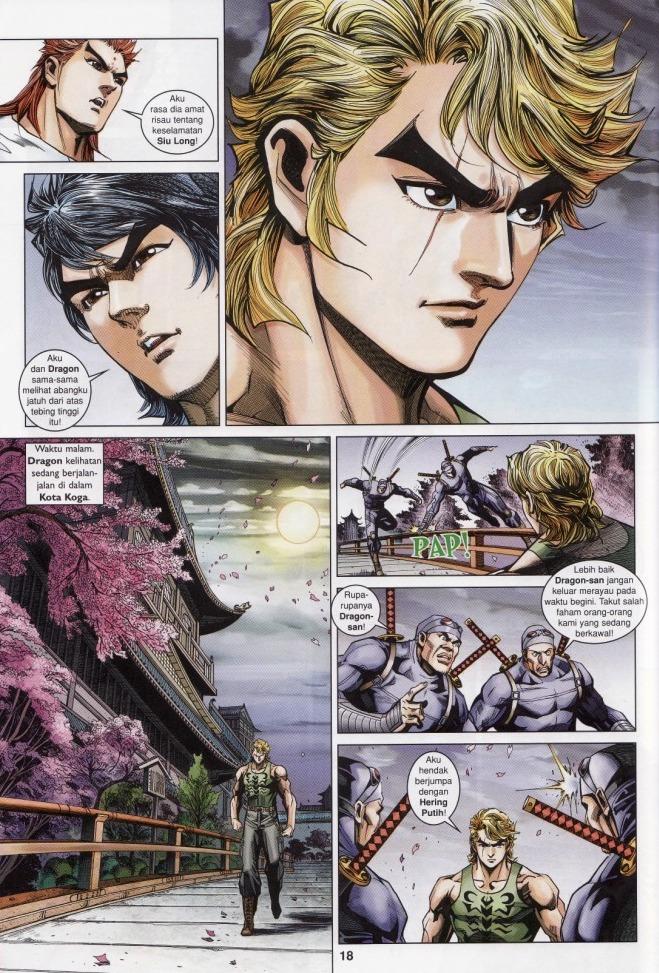 Aku
rasa dia amat
risau tentang
keselamatan
Siu Long!
Aku
dan Dragon
sama-sama
melihat abangku
jatuh dari atas
tebing tinggi
itu!
Waktu malam.
Dragon kelihatan
sedang berjalan-
jalan di dalam
Kota Koga.
PAP!
Rupa-
rupanya
Dragon-
san!
Lebih baik
Dragon-san jangan
keluar merayau pada
waktu begini. Takut salah
faham orang-orang
kami yang sedang
berkawal!
Aku
hendak
berjumpa
dengan
Hering
Putih!
18